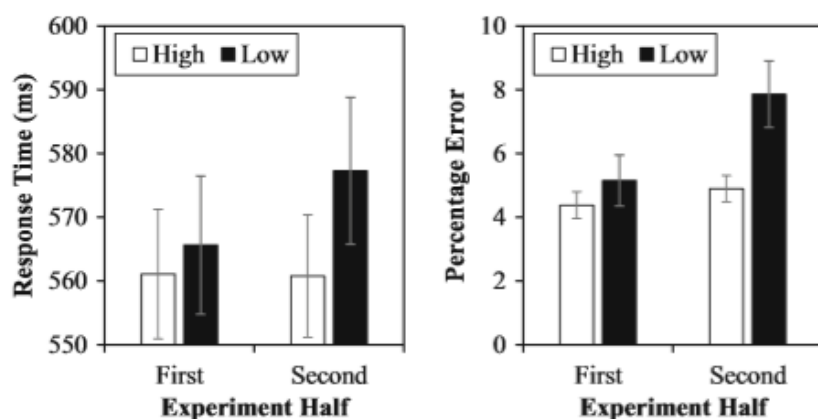 Response Time (ms)
600
590
580
570
560
550
High Low
First Second
Experiment Half
Percentage Error
10
8
6
4
2
0
High Low
First Second
Experiment Half